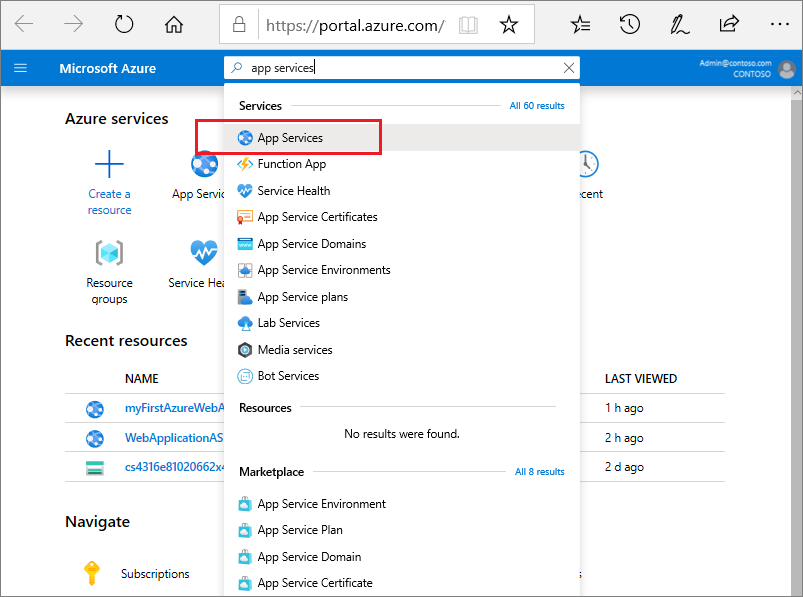 https://portal.azure.com/
Microsoft Azure
app services
Admin@contoso.com
CONTOSO
Services
All 60 results
App Services
Function App
Service Health
App Service Certificates
App Service Domains
App Service Environments
App Service plans
Lab Services
Media services
Bot Services
Resources
No results were found.
Marketplace
All 8 results
App Service Environment
App Service Plan
App Service Domain
App Service Certificate
Azure services
Create a
resource
App Servic
ecent
Resource
groups
Service Hea
Recent resources
NAME
LAST VIEWED
myFirstAzureWebA
1 h ago
WebApplicationAS
2 h ago
cs4316e81020662x4
2 d ago
Navigate
Subscriptions